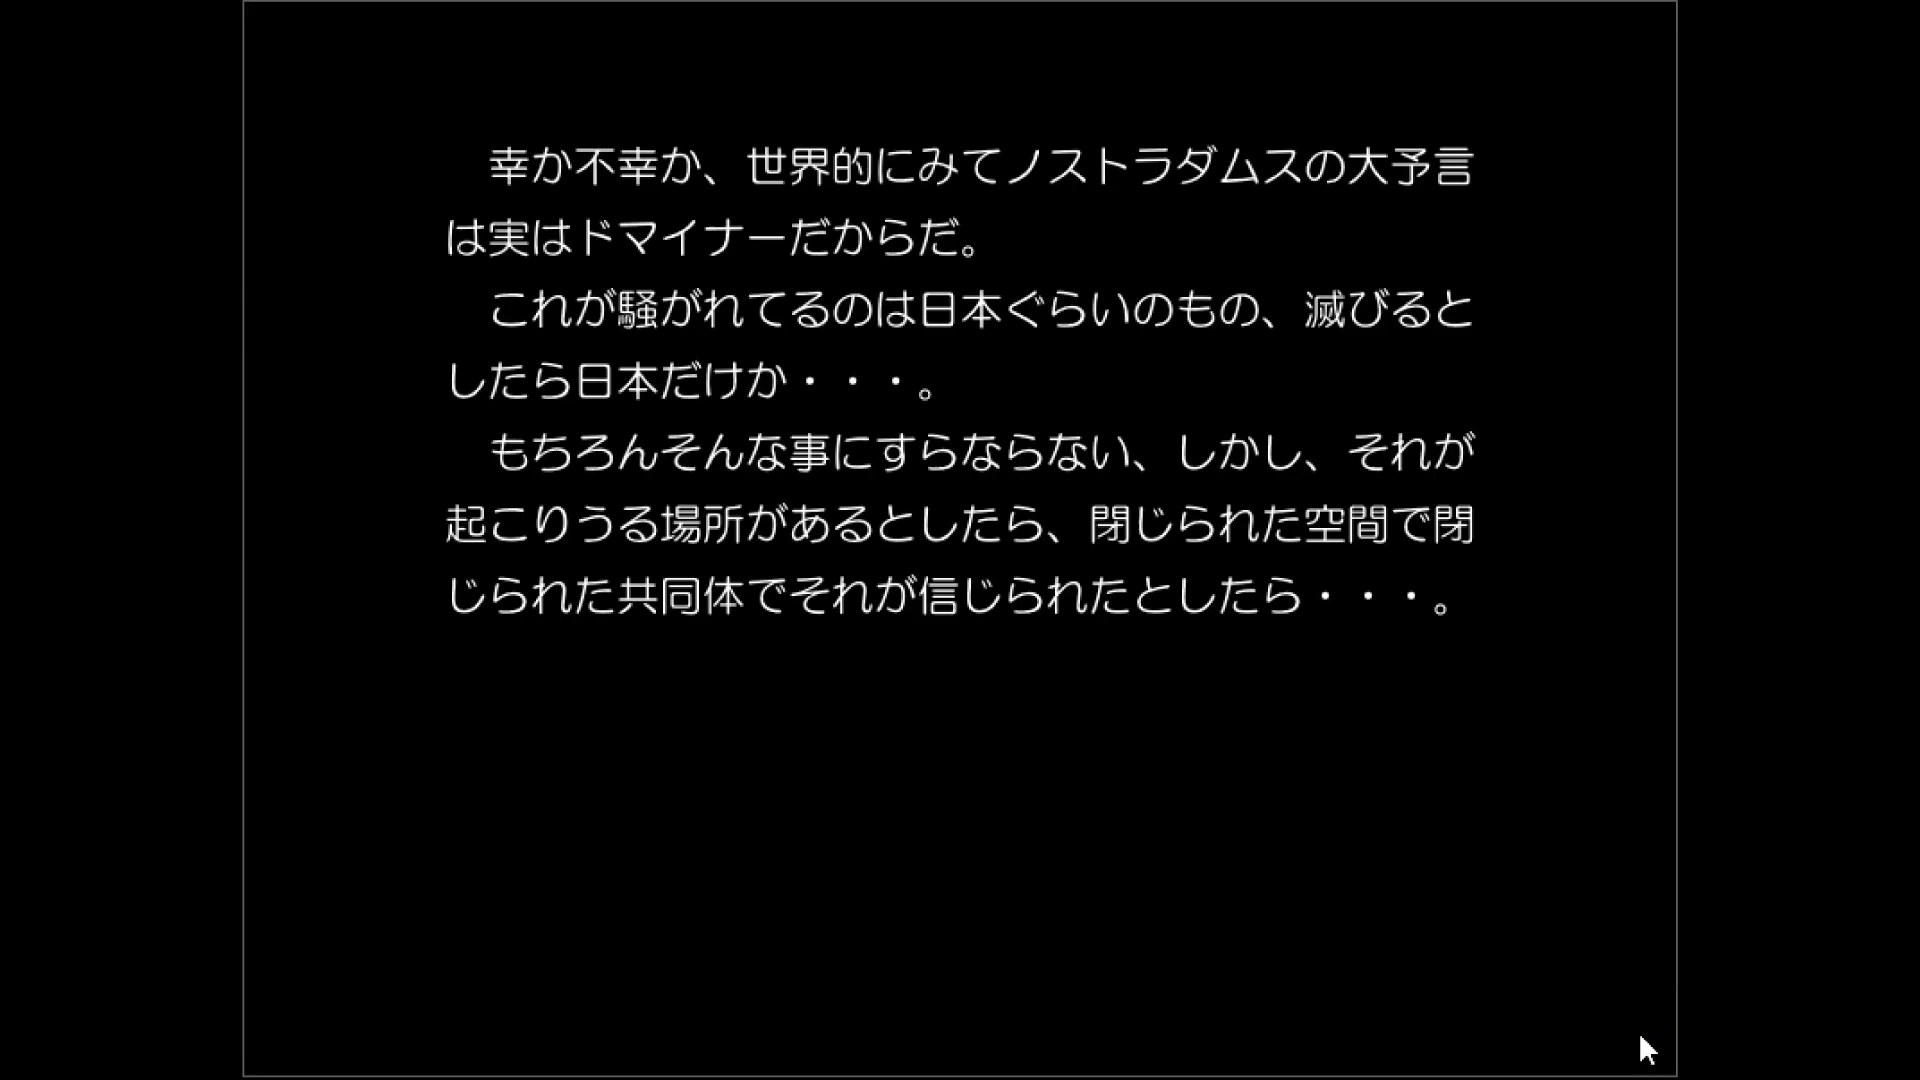 幸か不幸か、世界的にみてノストラダムスの大予言
は実はドマイナーだからだ。
　これが騒がれてるのは日本ぐらいのもの、滅びると
したら日本だけか・・・。
　もちろんそんな事にすらならない、しかし、それが
起こりうる場所があるとしたら、閉じられた空間で閉
じられた共同体でそれが信じられたとしたら・・・。